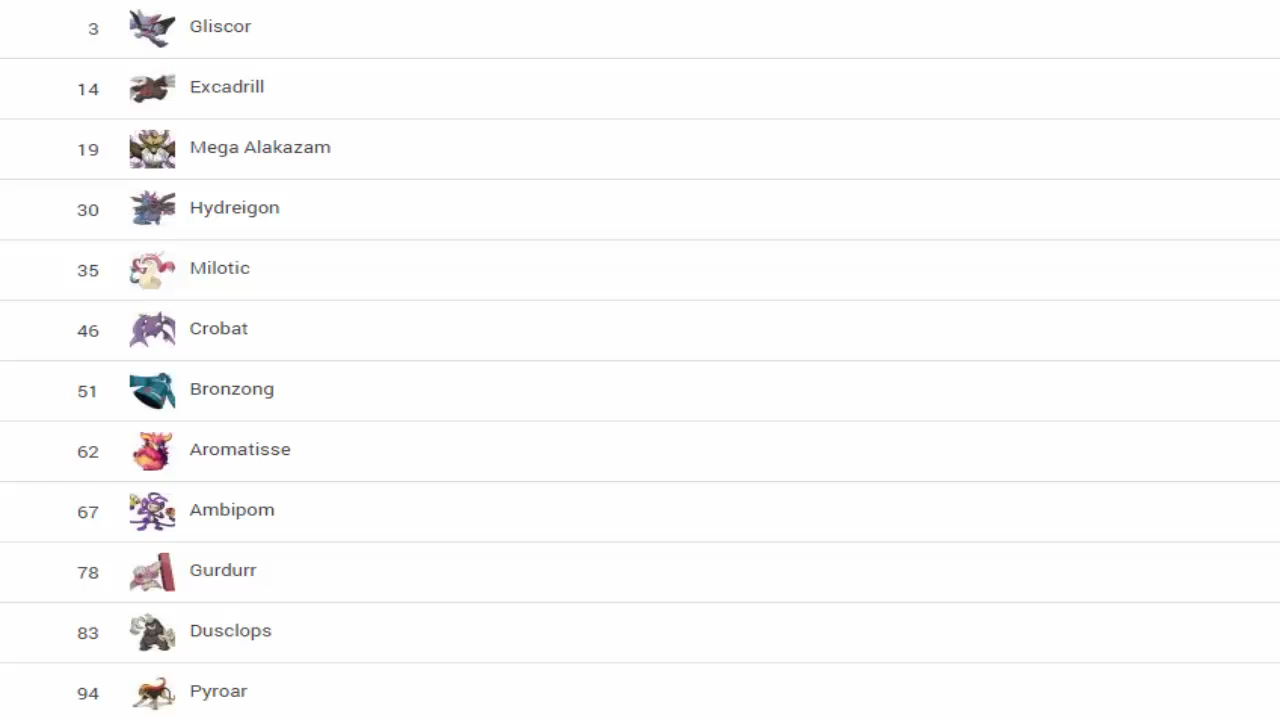 3 Gliscor
14 Excadrill
19 Mega Alakazam
30 Hydreigon
35 Milotic
46 Crobat
51 Bronzong
62 Aromatisse
67 Ambipom
78 Gurdurr
83 Dusclops
94 Pyroar